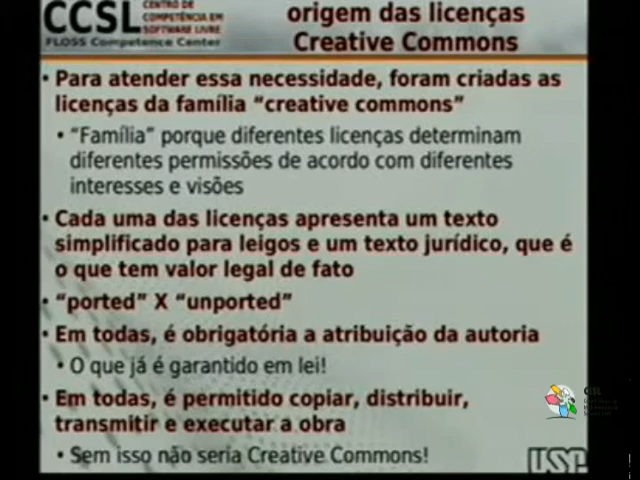 CCSL CENTRO DE
COMPETÊNCIA EM
SOFTWARE LIVRE
FLOSS Competence Center
origem das licenças
Creative Commons
• Para atender essa necessidade, foram criadas as
licenças da família “creative commons”
• “Família” porque diferentes licenças determinam
diferentes permissões de acordo com diferentes
interesses e visões
• Cada uma das licenças apresenta um texto
simplificado para leigos e um texto jurídico, que é
o que tem valor legal de fato
• “ported” X “unported”
• Em todas, é obrigatória a atribuição da autoria
• O que já é garantido em lei!
• Em todas, é permitido copiar, distribuir,
transmitir e executar a obra
• Sem isso não seria Creative Commons!
USP